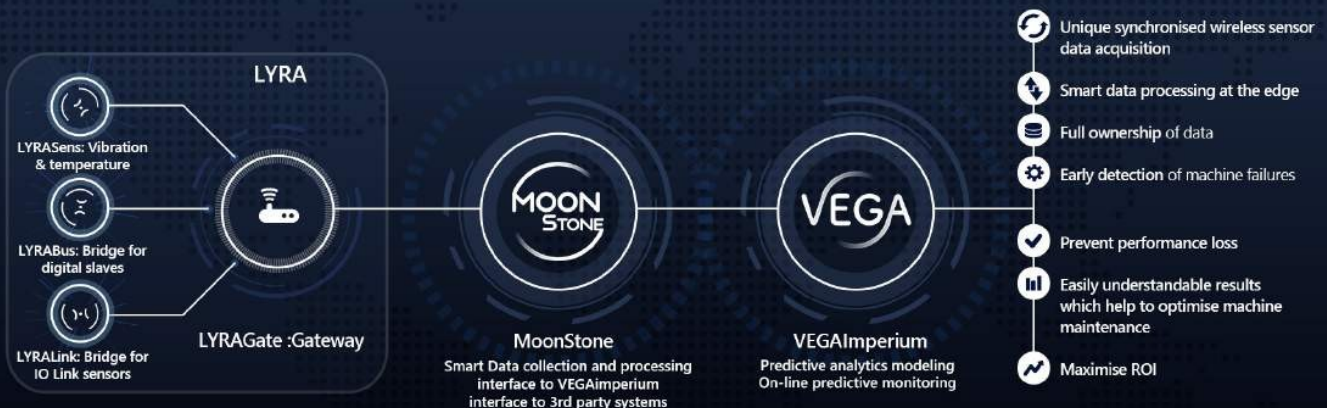 LYRA
LYRASens: Vibration
& temperature
LYRABus: Bridge for
digital slaves
LYRALink: Bridge for
IO Link sensors
LYRAGate :Gateway
MOON
STONE
MoonStone
Smart Data collection and processing
interface to VEGAimperium
interface to 3rd party systems
VEGA
VEGAImperium
Predictive analytics modeling
On-line predictive monitoring
Unique synchronised wireless sensor
data acquisition
Smart data processing at the edge
Full ownership of data
Early detection of machine failures
Prevent performance loss
Easily understandable results
which help to optimise machine
maintenance
Maximise ROI